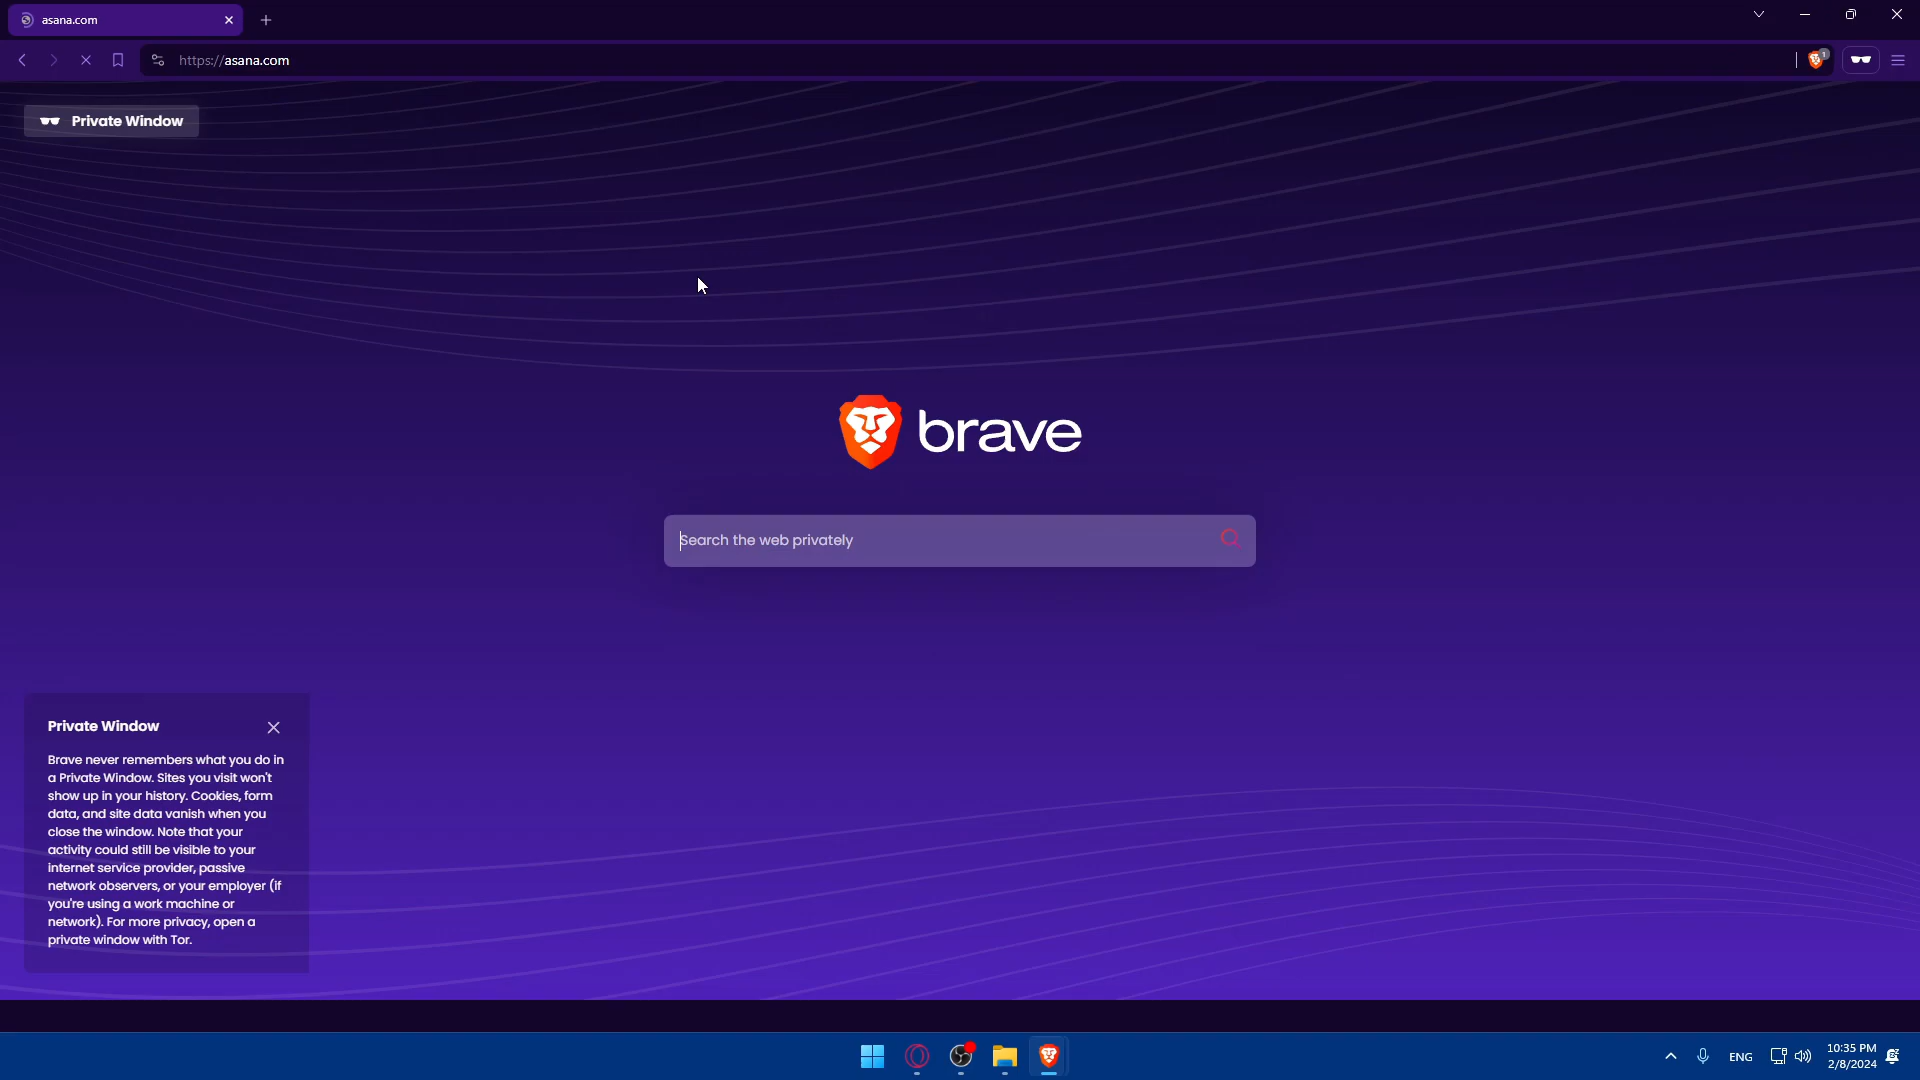 asana.com
https://asana.com
1
Private Window
brave
Search the web privately
Private Window
Brave never remembers what you do in
a Private Window. Sites you visit won't
show up in your history. Cookies, form
data, and site data vanish when you
close the window. Note that your
activity could still be visible to your
internet service provider, passive
network observers, or your employer (if
you're using a work machine or
network). For more privacy, open a
private window with Tor.
ENG
10:35 PM
2/8/2024